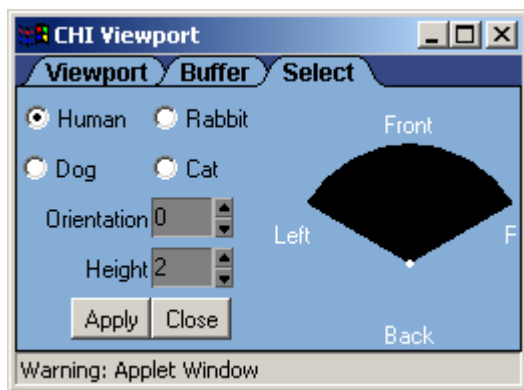 CHI Viewport
Viewport Buffer Select
Human Rabbit
Dog Cat
Orientation 0
Height 2
Apply Close
Front
Left F
Back
Warning: Applet Window